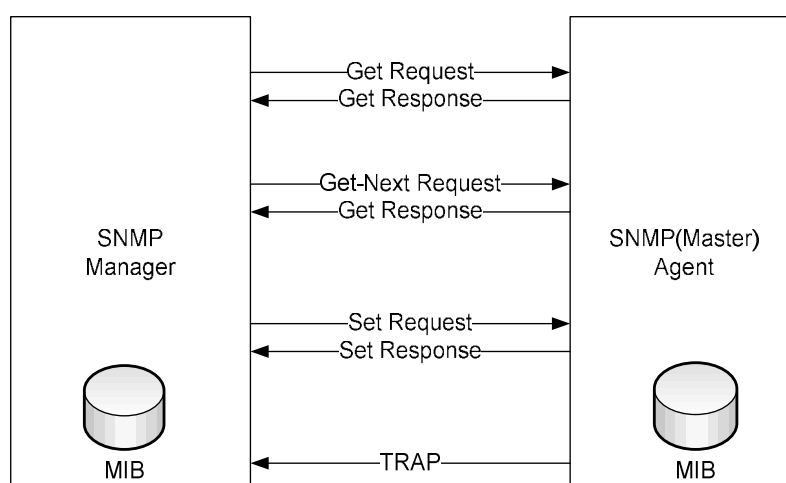 Get Request
Get Response
Get-Next Request
Get Response
SNMP
Manager
SNMP(Master)
Agent
Set Request
Set Response
MIB
TRAP
MIB